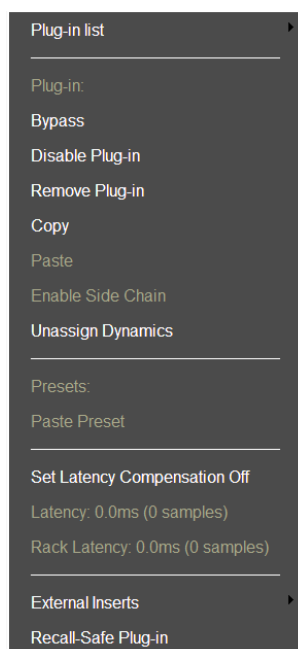 Plug-in list
Plug-in:
Bypass
Disable Plug-in
Remove Plug-in
Copy
Paste
Enable Side Chain
Unassign Dynamics
Presets:
Paste Preset
Set Latency Compensation Off
Latency: 0.0ms (0 samples)
Rack Latency: 0.0ms (0 samples)
External Inserts
Recall-Safe Plug-in